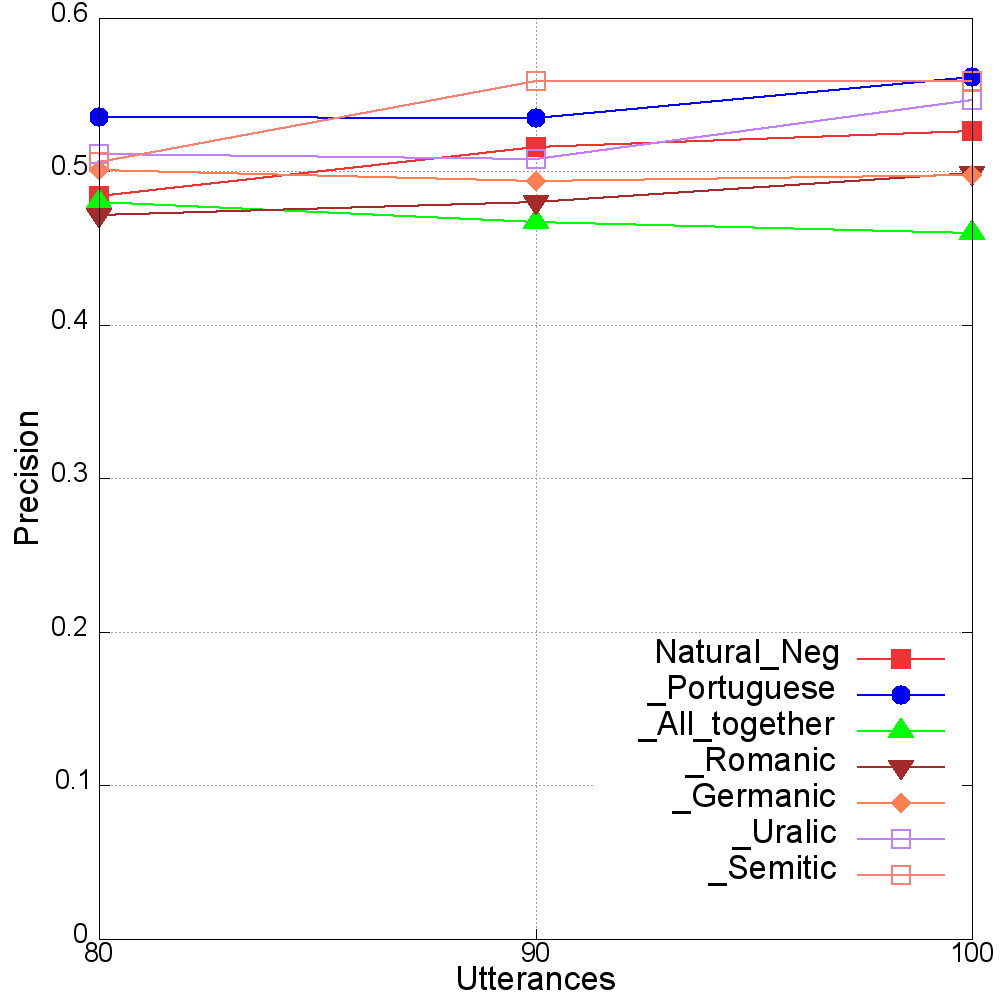 0.6
0.5
0.4
0.3
0.2
0.1
0
Precision
80
90
100
Utterances
Natural_Neg
_Portuguese
_All_together
_Romanic
_Germanic
_Uralic
_Semitic